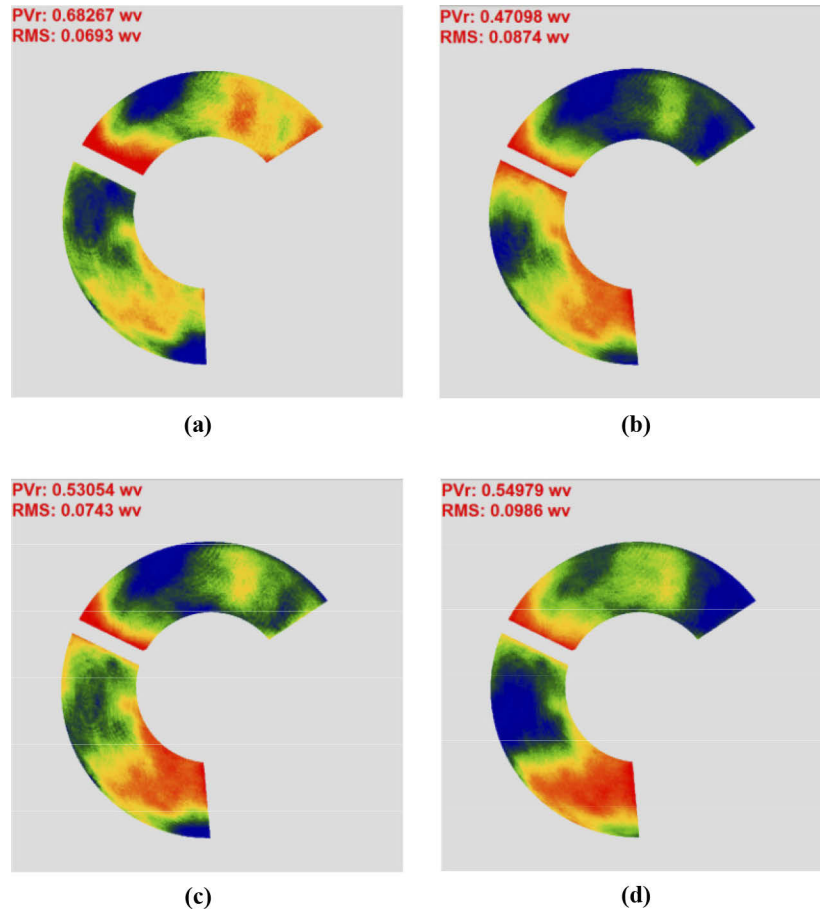 PVr: 0.68267 wv
RMS: 0.0693 wv
(a)
PVr: 0.47098 wv
RMS: 0.0874 wv
(b)
PVr: 0.53054 wv
RMS: 0.0743 wv
(c)
PVr: 0.54979 wv
RMS: 0.0986 wv
(d)